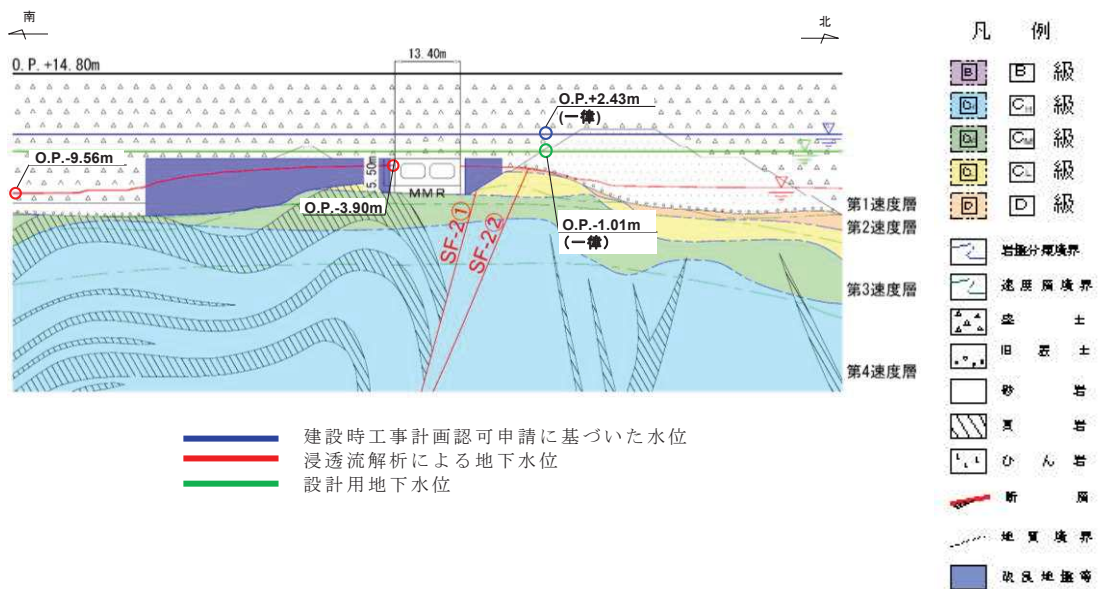 南
北
13.40m
O.P.+14.80m
O.P.+2.43m
(一律)
O.P.-9.56m
5.50m
MMR
O.P.-3.90m
O.P.-1.01m
(一律)
SF-2①
SF-2②
第1速度層
第2速度層
第3速度層
第4速度層
建設時工事計画認可申請に基づいた水位
浸透流解析による地下水位
設計用地下水位
凡 例
B B 級
CH 級
CM 級
CL 級
D D 級
岩盤分類境界
速度層境界
盛 土
旧 表 土
砂 岩
頁 岩
ひ ん 岩
断 層
地質境界
改良地盤等